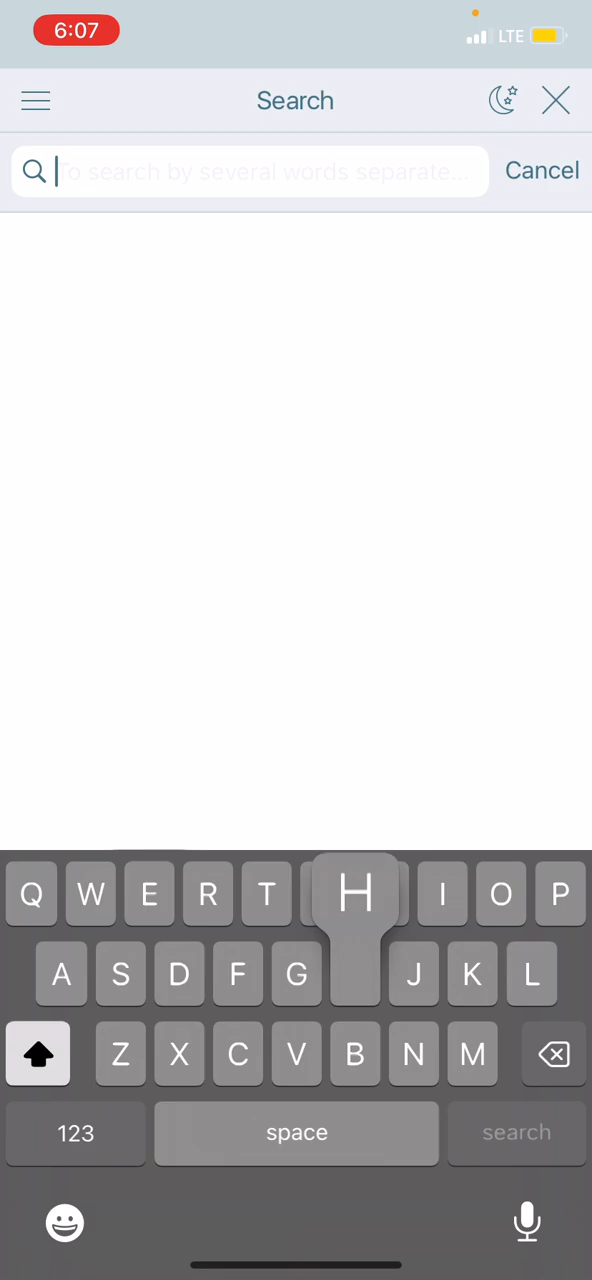 6:07
LTE
Search
To search by several words separate...
Cancel
Q W E R T H I O P
A S D F G J K L
Z X C V B N M
123 space search